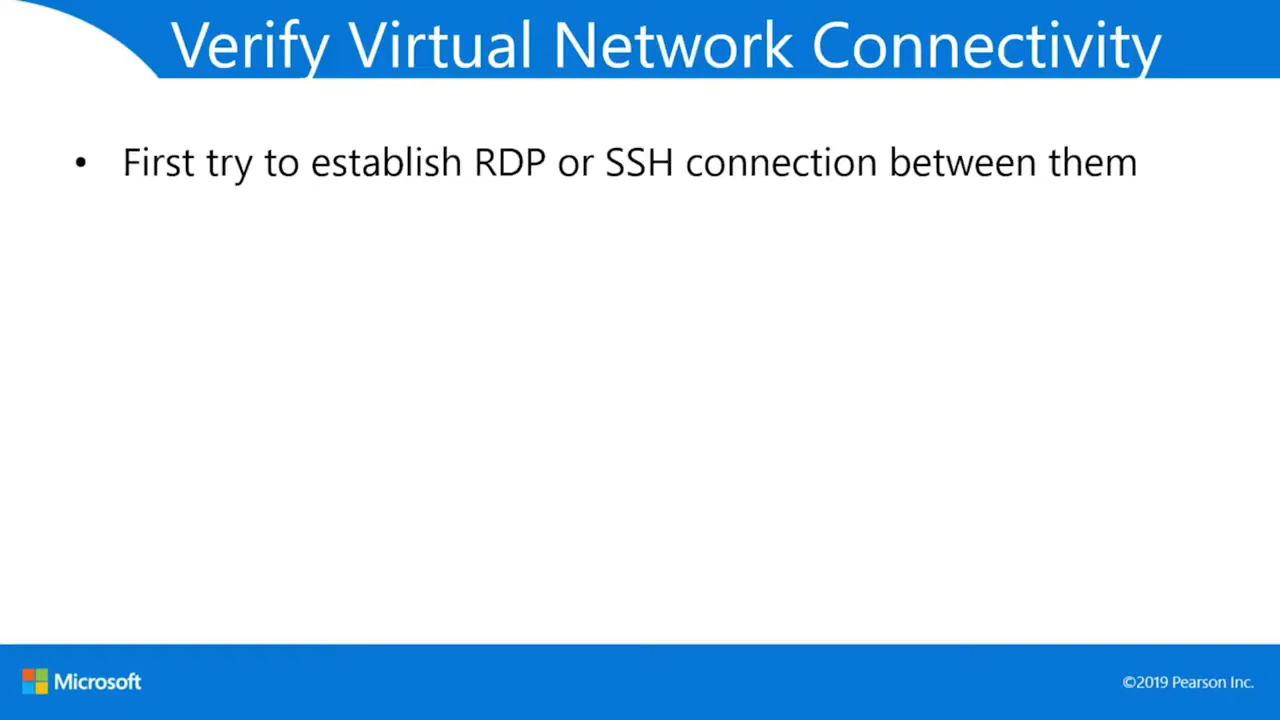 Verify Virtual Network Connectivity
• First try to establish RDP or SSH connection between them
Microsoft
©2019 Pearson Inc.